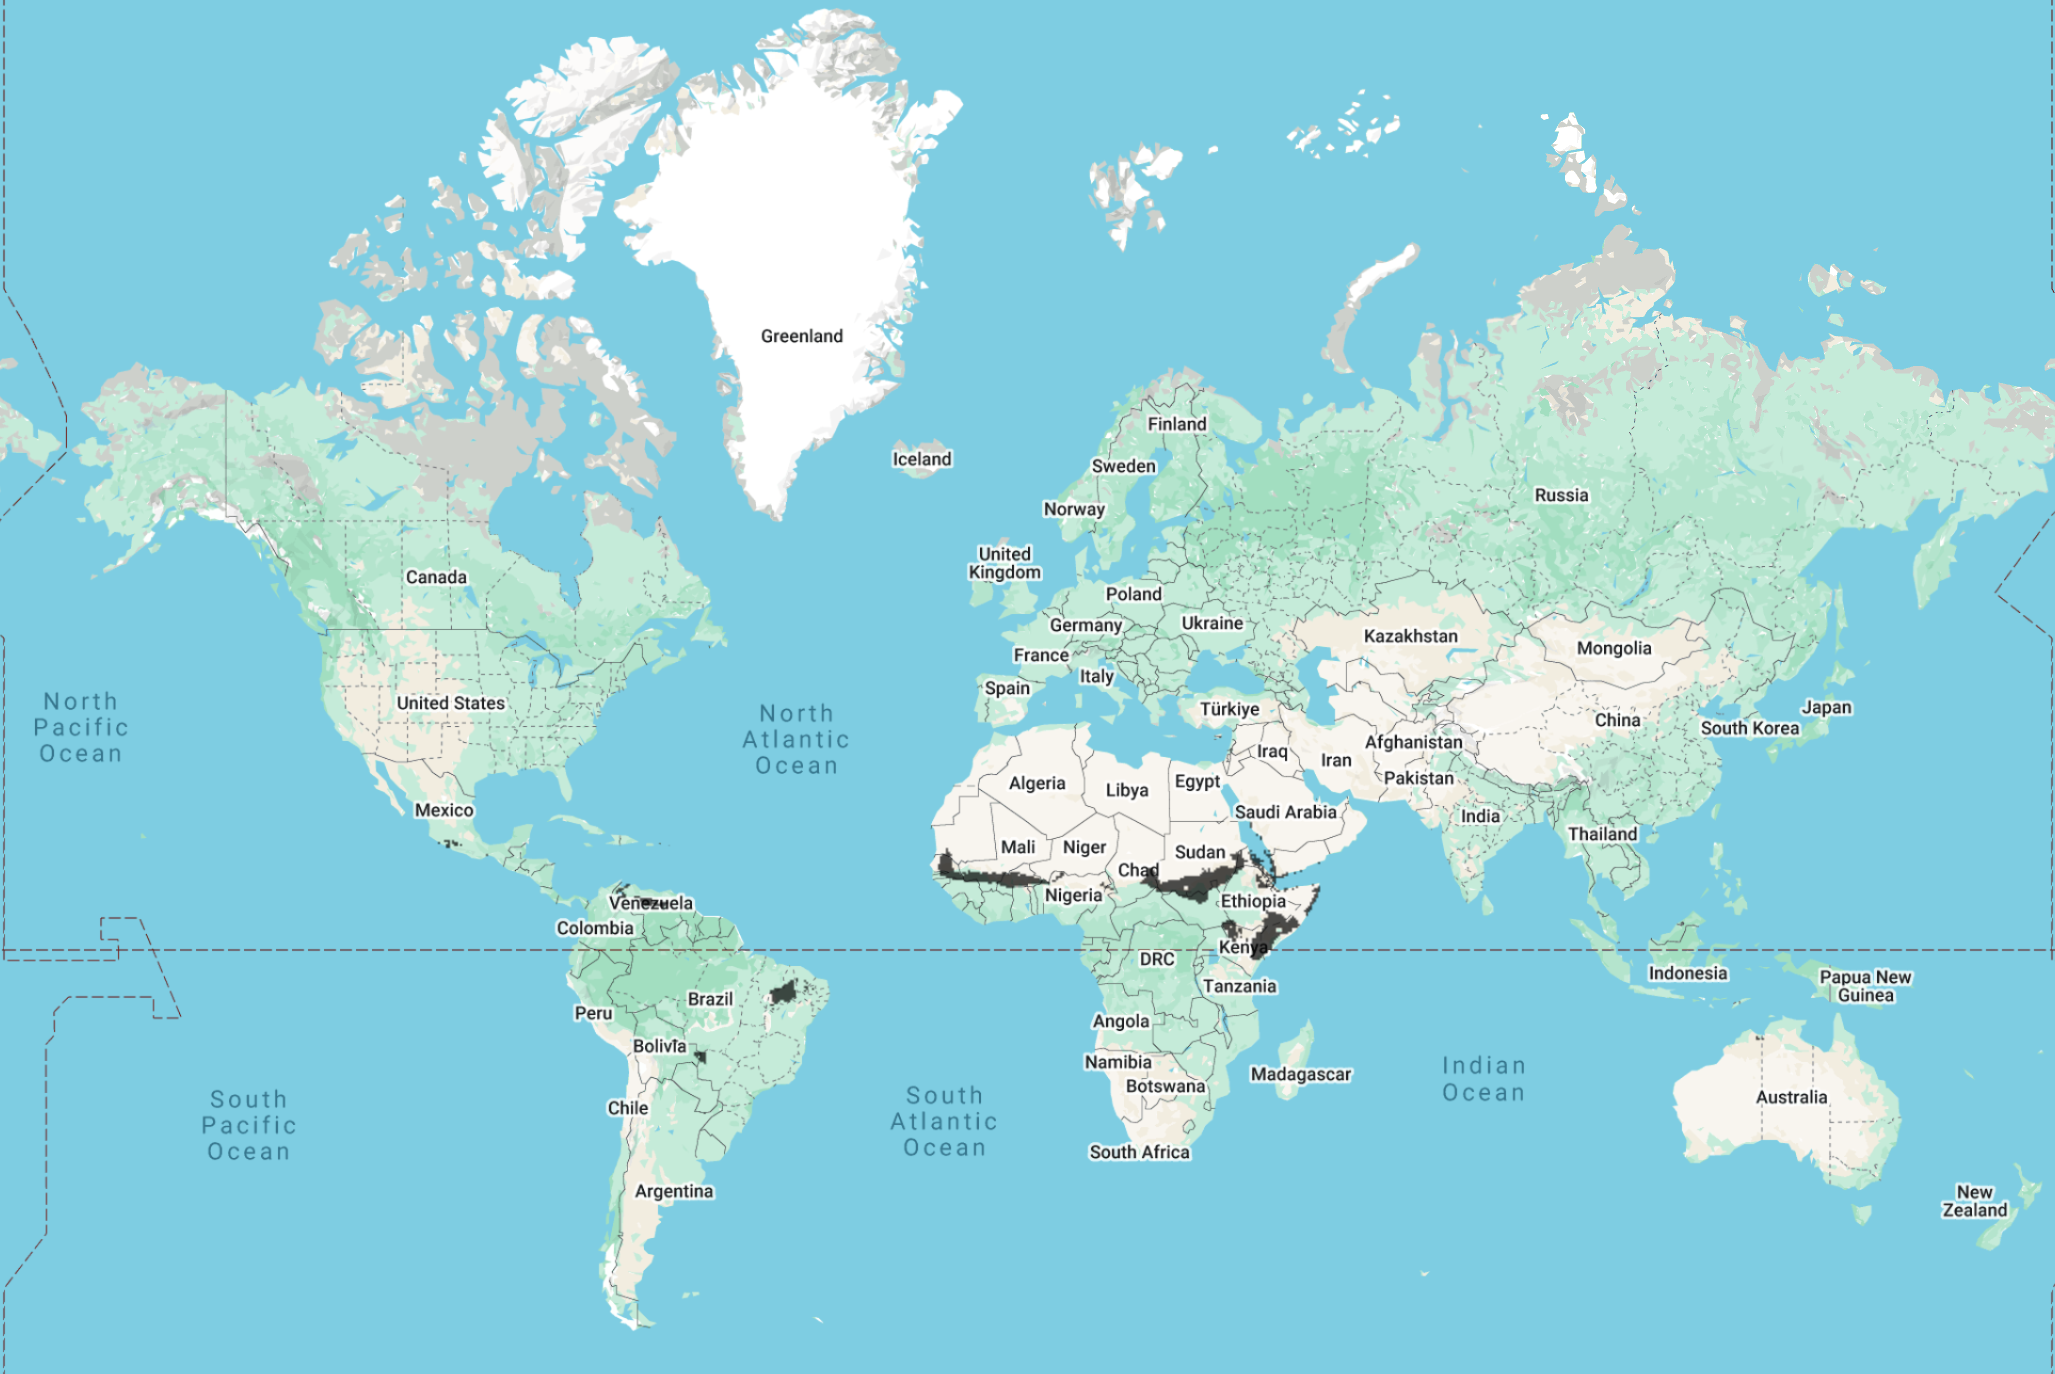 Greenland
Finland
Iceland
Sweden
Russia
Norway
United
Kingdom
Canada
Poland
Germany
Ukraine
Kazakhstan
Mongolia
France
Italy
Spain
United States
North
Pacific
Ocean
North
Atlantic
Ocean
Türkiye
China
Japan
South Korea
Afghanistan
Iraq
Iran
Pakistan
Algeria
Libya
Egypt
Saudi Arabia
India
Mexico
Thailand
Mali
Niger
Sudan
Chad
Nigeria
Ethiopia
Venezuela
Colombia
Kenya
DRC
Indonesia
Papua New
Guinea
Tanzania
Brazil
Peru
Angola
Bolivia
Namibia
Botswana
Madagascar
Indian
Ocean
Australia
South
Pacific
Ocean
Chile
South
Atlantic
Ocean
South Africa
Argentina
New
Zealand